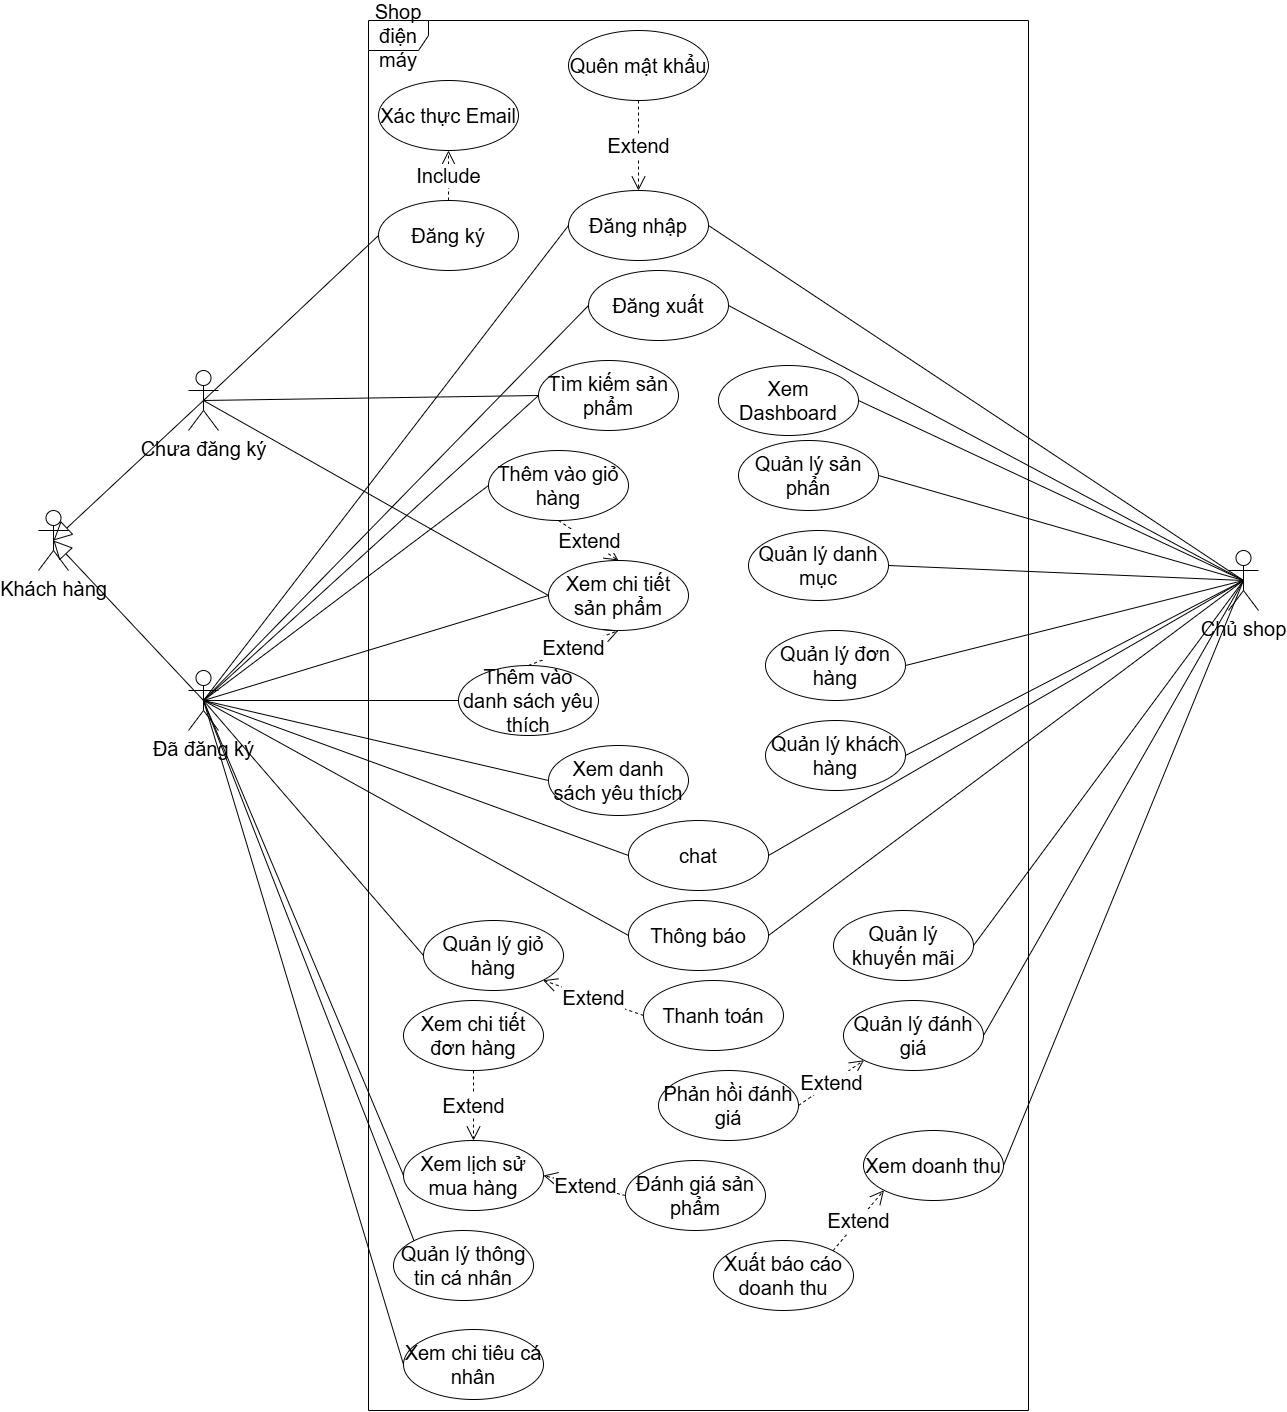 Shop
điện
máy
Quên mật khẩu
Xác thực Email
Extend
Include
Đăng ký
Đăng nhập
Đăng xuất
Tìm kiếm sản
phẩm
Xem
Dashboard
Chưa đăng ký
Thêm vào giỏ
hàng
Quản lý sản
phẩn
Extend
Quản lý danh
mục
Khách hàng
Xem chi tiết
sản phẩm
Chủ shop
Extend
Quản lý đơn
hàng
Thêm vào
danh sách yêu
thích
Đã đăng ký
Quản lý khách
hàng
Xem danh
sách yêu thích
chat
Thông báo
Quản lý
khuyến mãi
Quản lý giỏ
hàng
Extend
Thanh toán
Xem chi tiết
đơn hàng
Quản lý đánh
giá
Extend
Phản hồi đánh
giá
Extend
Xem lịch sử
mua hàng
Xem doanh thu
Extend
Đánh giá sản
phẩm
Extend
Quản lý thông
tin cá nhân
Xuất báo cáo
doanh thu
Xem chi tiêu cá
nhân